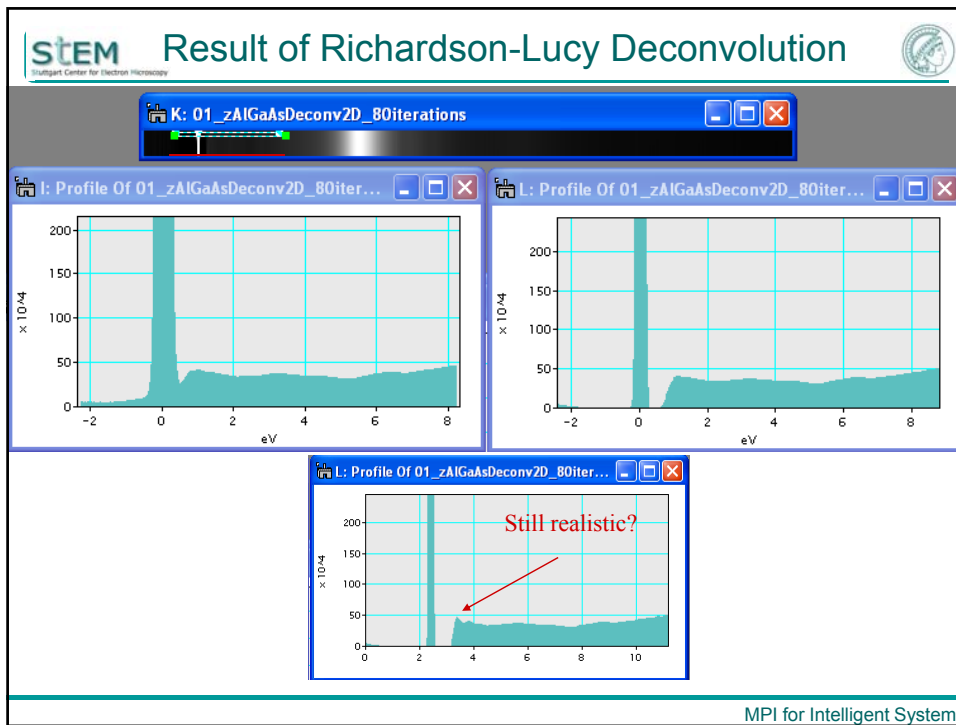 StEM
Stuttgart Center for Electron Microscopy
Result of Richardson-Lucy Deconvolution
K: 01_zAlGaAsDeconv2D_80iterations
I: Profile Of 01_zAlGaAsDeconv2D_80iter...
200
150
100
50
0
× 10^4
-2 0 2 4 6 8
eV
L: Profile Of 01_zAlGaAsDeconv2D_80iter...
200
150
100
50
0
× 10^4
-2 0 2 4 6 8
eV
L: Profile Of 01_zAlGaAsDeconv2D_80iter...
200
150
100
50
0
× 10^4
Still realistic?
0 2 4 6 8 10
MPI for Intelligent System